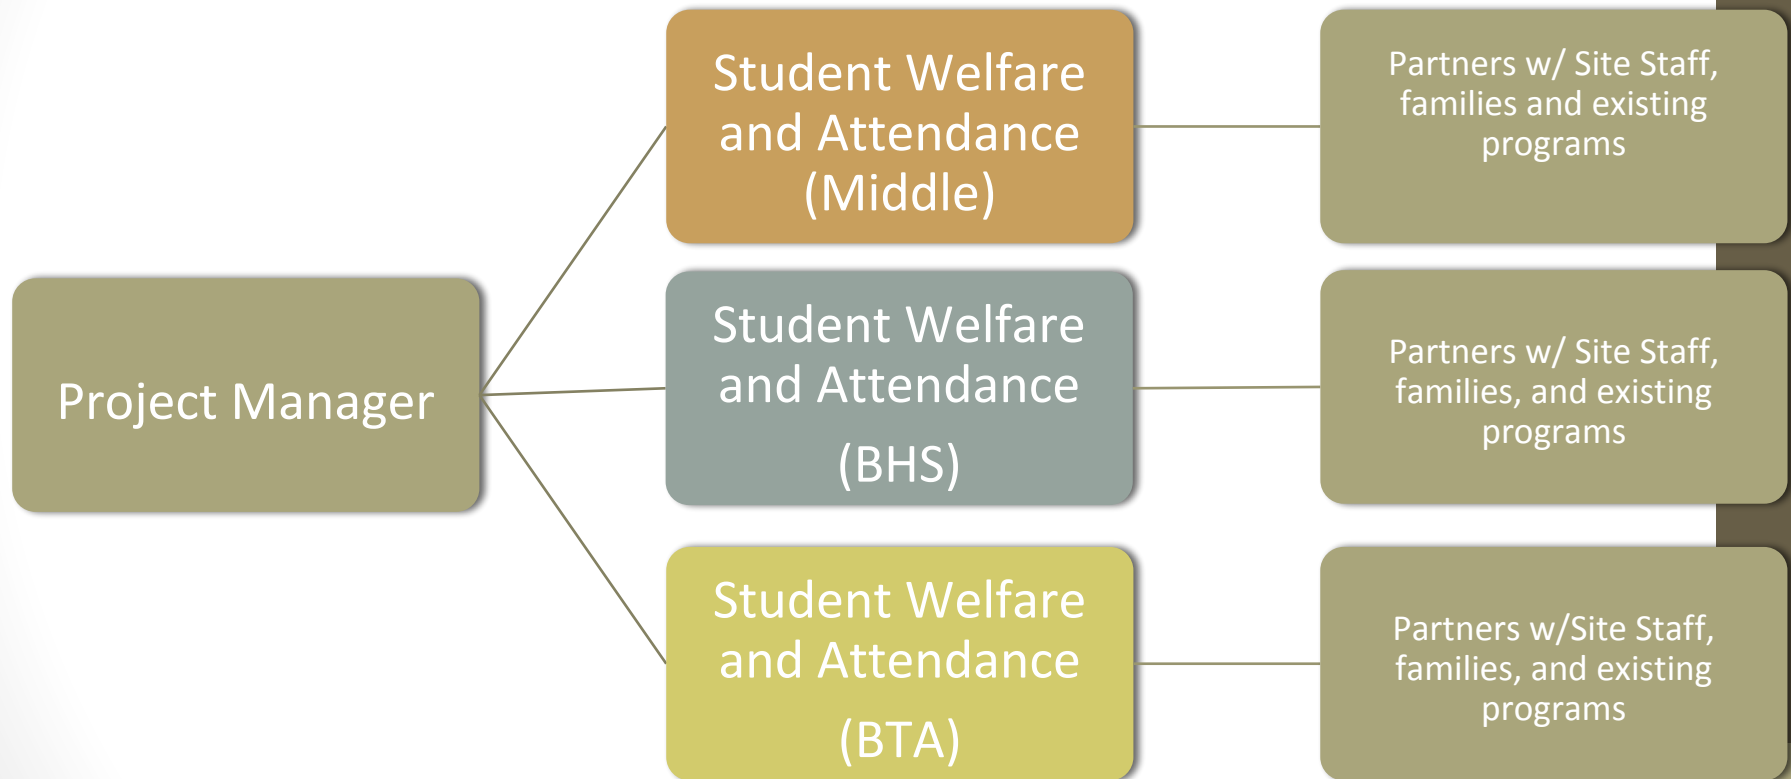 Project Manager
Student Welfare
and Attendance
(Middle)
Partners w/ Site Staff,
families and existing
programs
Student Welfare
and Attendance
(BHS)
Partners w/ Site Staff,
families, and existing
programs
Student Welfare
and Attendance
(BTA)
Partners w/Site Staff,
families, and existing
programs